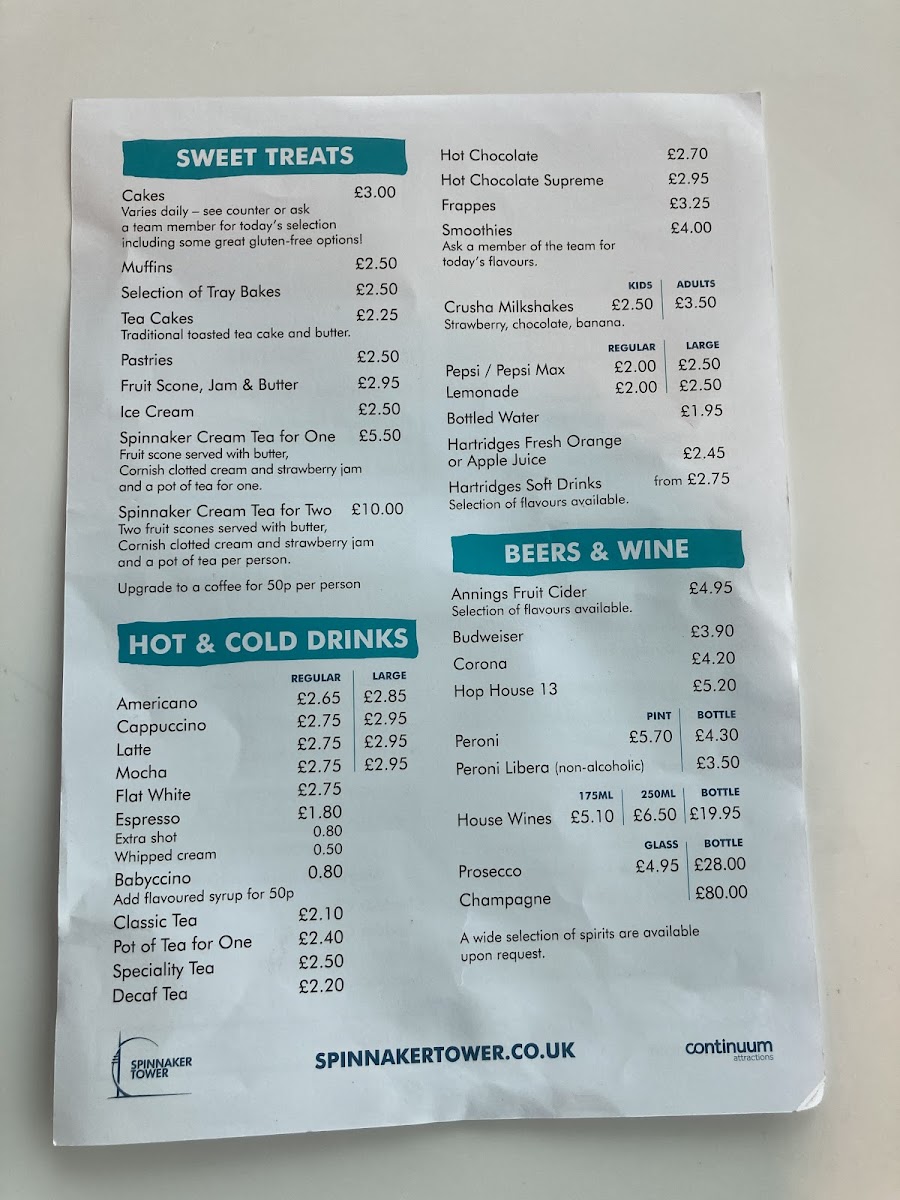 SWEET TREATS
Cakes £3.00
Varies daily – see counter or ask
a team member for today's selection
including some great gluten-free options!
Muffins £2.50
Selection of Tray Bakes £2.50
Tea Cakes £2.25
Traditional toasted tea cake and butter.
Pastries £2.50
Fruit Scone, Jam & Butter £2.95
Ice Cream £2.50
Spinnaker Cream Tea for One £5.50
Fruit scone served with butter,
Cornish clotted cream and strawberry jam
and a pot of tea for one.
Spinnaker Cream Tea for Two £10.00
Two fruit scones served with butter,
Cornish clotted cream and strawberry jam
and a pot of tea per person.
Upgrade to a coffee for 50p per person
HOT & COLD DRINKS
REGULAR LARGE
Americano £2.65 £2.85
Cappuccino £2.75 £2.95
Latte £2.75 £2.95
Mocha £2.75 £2.95
Flat White £2.75
Espresso £1.80
Extra shot 0.80
Whipped cream 0.50
Babyccino 0.80
Add flavoured syrup for 50p
Classic Tea £2.10
Pot of Tea for One £2.40
Speciality Tea £2.50
Decaf Tea £2.20
Hot Chocolate £2.70
Hot Chocolate Supreme £2.95
Frappes £3.25
Smoothies £4.00
Ask a member of the team for
today's flavours.
KIDS ADULTS
Crusha Milkshakes £2.50 £3.50
Strawberry, chocolate, banana.
REGULAR LARGE
Pepsi / Pepsi Max £2.00 £2.50
Lemonade £2.00 £2.50
Bottled Water £1.95
Hartridges Fresh Orange
or Apple Juice £2.45
Hartridges Soft Drinks from £2.75
Selection of flavours available.
BEERS & WINE
Annings Fruit Cider £4.95
Selection of flavours available.
Budweiser £3.90
Corona £4.20
Hop House 13 £5.20
PINT BOTTLE
Peroni £5.70 £4.30
Peroni Libera (non-alcoholic) £3.50
175ML 250ML BOTTLE
House Wines £5.10 £6.50 £19.95
GLASS BOTTLE
Prosecco £4.95 £28.00
Champagne £80.00
A wide selection of spirits are available
upon request.
SPINNAKER
TOWER
SPINNAKERTOWER.CO.UK
continuum
attractions